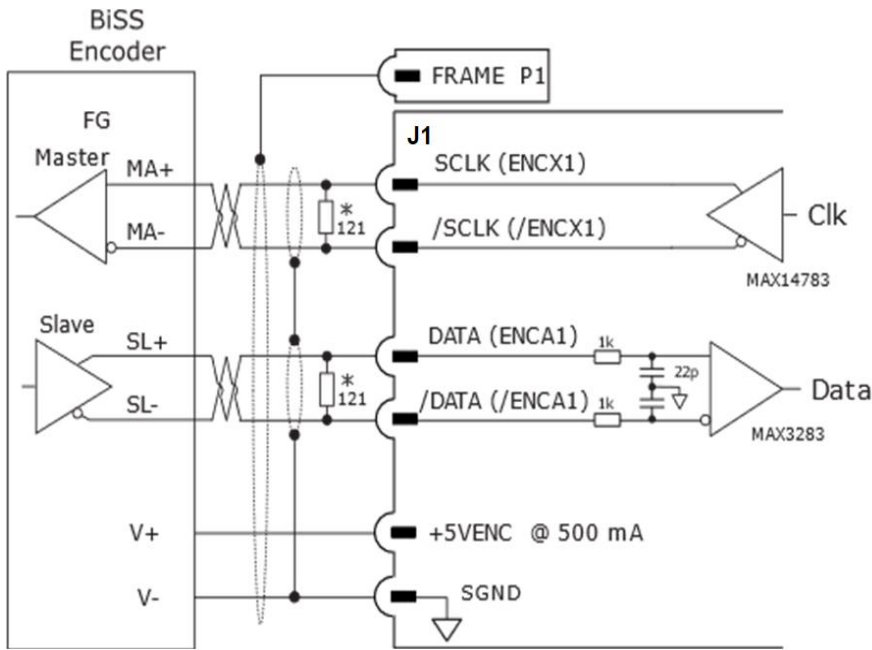 BiSS
Encoder
FRAME P1
FG
J1
Master
MA+
SCLK (ENCX1)
*
121
Clk
MA-
/SCLK (/ENCX1)
MAX14783
Slave
SL+
DATA (ENCA1)
1k
22p
*
121
Data
SL-
/DATA (/ENCA1)
1k
MAX3283
V+
+5VENC @ 500 mA
V-
SGND